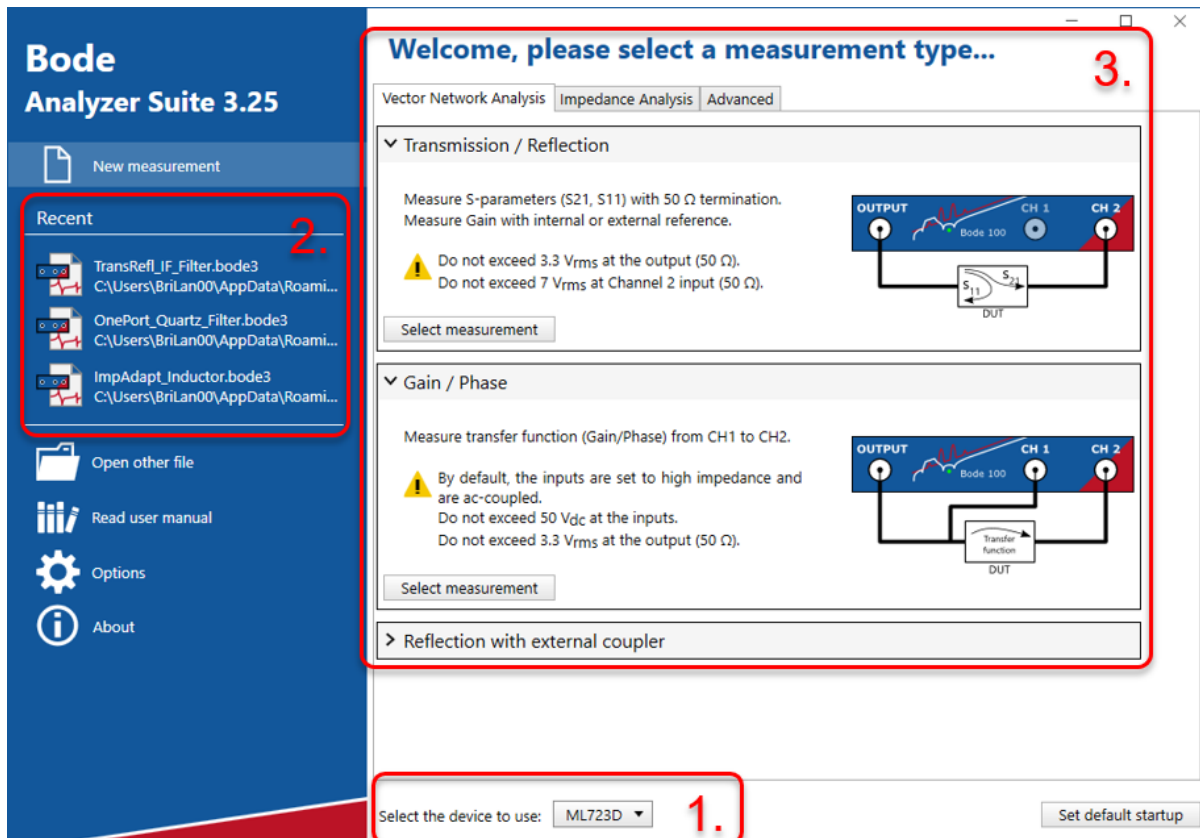 Bode
Analyzer Suite 3.25
New measurement
Recent
2.
TransRefl_IF_Filter.bode3
C:\Users\BriLan00\AppData\Roami...
OnePort_Quartz_Filter.bode3
C:\Users\BriLan00\AppData\Roami...
ImpAdapt_Inductor.bode3
C:\Users\BriLan00\AppData\Roami...
Open other file
Read user manual
Options
About
Welcome, please select a measurement type...
3.
Vector Network Analysis Impedance Analysis Advanced
Transmission / Reflection
Measure S-parameters (S21, S11) with 50 Ω termination.
Measure Gain with internal or external reference.
Do not exceed 3.3 Vrms at the output (50 Ω).
Do not exceed 7 Vrms at Channel 2 input (50 Ω).
Select measurement
OUTPUT CH 1 CH 2
Bode 100
S11 S21
DUT
Gain / Phase
Measure transfer function (Gain/Phase) from CH1 to CH2.
By default, the inputs are set to high impedance and
are ac-coupled.
Do not exceed 50 Vdc at the inputs.
Do not exceed 3.3 Vrms at the output (50 Ω).
Select measurement
OUTPUT CH 1 CH 2
Bode 100
Transfer
function
DUT
Reflection with external coupler
Select the device to use: ML723D 1.
Set default startup